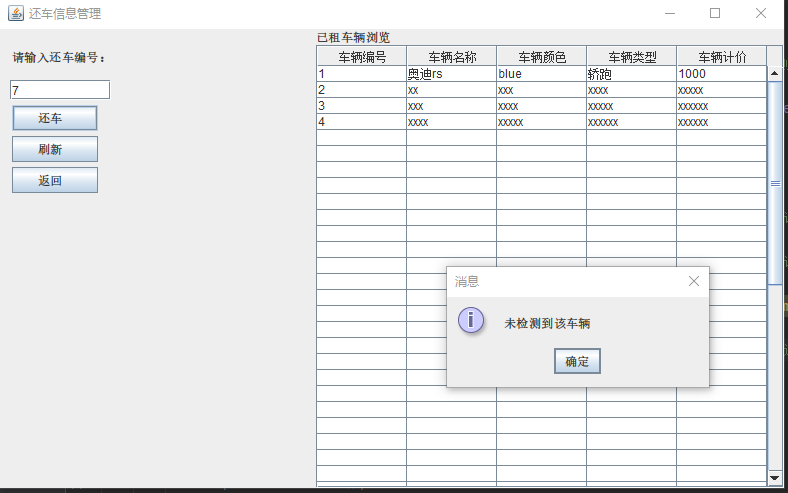 还车信息管理
请输入还车编号：
7
还车
刷新
返回
已租车辆浏览
车辆编号 车辆名称 车辆颜色 车辆类型 车辆计价
1 奥迪rs blue 轿跑 1000
2 xx xxx xxxx xxxxx
3 xxx xxxx xxxxx xxxxxx
4 xxxx xxxxx xxxxxx xxxxxx
消息
未检测到该车辆
确定